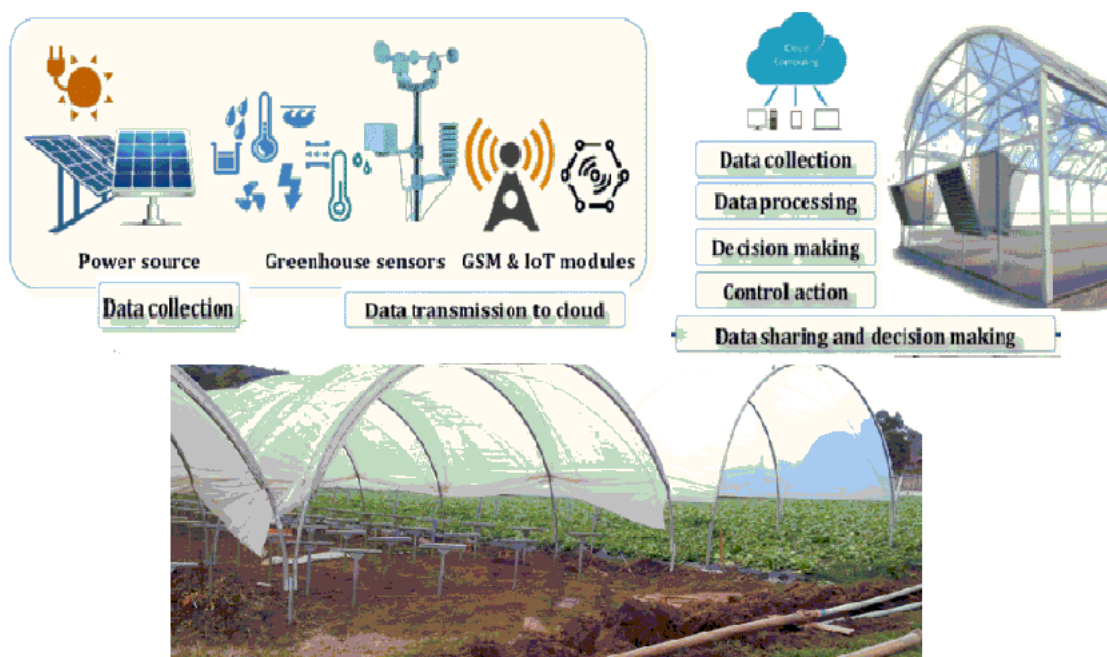 Cloud
Computing
Power source
Greenhouse sensors
GSM & IoT modules
Data collection
Data transmission to cloud
Data collection
Data processing
Decision making
Control action
Data sharing and decision making